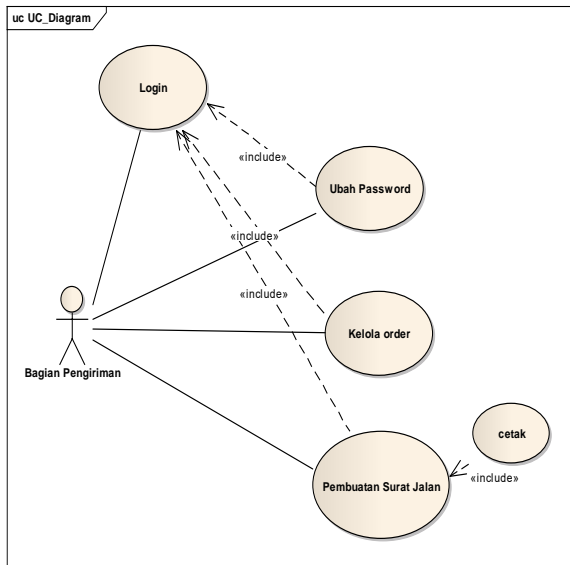 uc UC_Diagram
Login
«include»
Ubah Password
«include»
«include»
Kelola order
Bagian Pengiriman
cetak
«include»
Pembuatan Surat Jalan